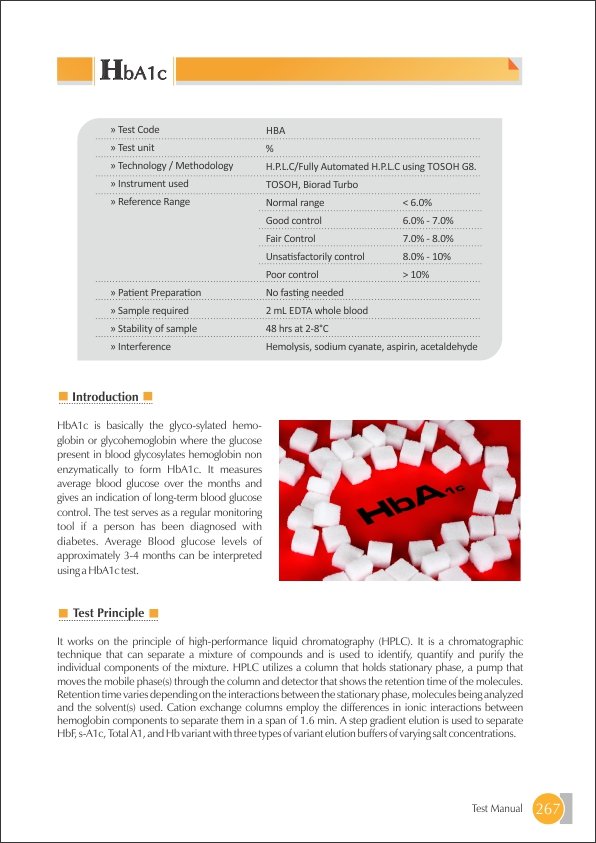 HbA1c
» Test Code HBA
» Test unit %
» Technology / Methodology H.P.L.C/Fully Automated H.P.L.C using TOSOH G8.
» Instrument used TOSOH, Biorad Turbo
» Reference Range Normal range < 6.0%
Good control 6.0% - 7.0%
Fair Control 7.0% - 8.0%
Unsatisfactorily control 8.0% - 10%
Poor control > 10%
» Patient Preparation No fasting needed
» Sample required 2 mL EDTA whole blood
» Stability of sample 48 hrs at 2-8°C
» Interference Hemolysis, sodium cyanate, aspirin, acetaldehyde
Introduction
HbA1c is basically the glyco-sylated hemo-
globin or glycohemoglobin where the glucose
present in blood glycosylates hemoglobin non
enzymatically to form HbA1c. It measures
average blood glucose over the months and
gives an indication of long-term blood glucose
control. The test serves as a regular monitoring
tool if a person has been diagnosed with
diabetes. Average Blood glucose levels of
approximately 3-4 months can be interpreted
using a HbA1c test.
HbA1c
Test Principle
It works on the principle of high-performance liquid chromatography (HPLC). It is a chromatographic
technique that can separate a mixture of compounds and is used to identify, quantify and purify the
individual components of the mixture. HPLC utilizes a column that holds stationary phase, a pump that
moves the mobile phase(s) through the column and detector that shows the retention time of the molecules.
Retention time varies depending on the interactions between the stationary phase, molecules being analyzed
and the solvent(s) used. Cation exchange columns employ the differences in ionic interactions between
hemoglobin components to separate them in a span of 1.6 min. A step gradient elution is used to separate
HbF, s-A1c, Total A1, and Hb variant with three types of variant elution buffers of varying salt concentrations.
Test Manual 267